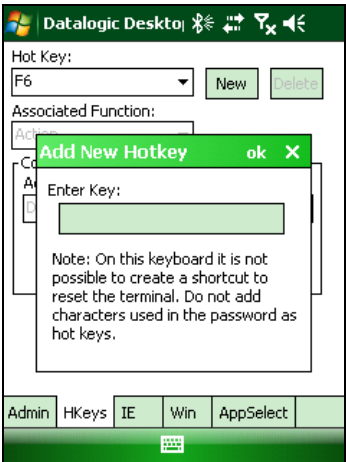 Datalogic Desktop
Hot Key:
F6
New
Delete
Associated Function:
Action
Add New Hotkey
ok
Enter Key:
Note: On this keyboard it is not
possible to create a shortcut to
reset the terminal. Do not add
characters used in the password as
hot keys.
Admin
HKeys
IE
Win
AppSelect